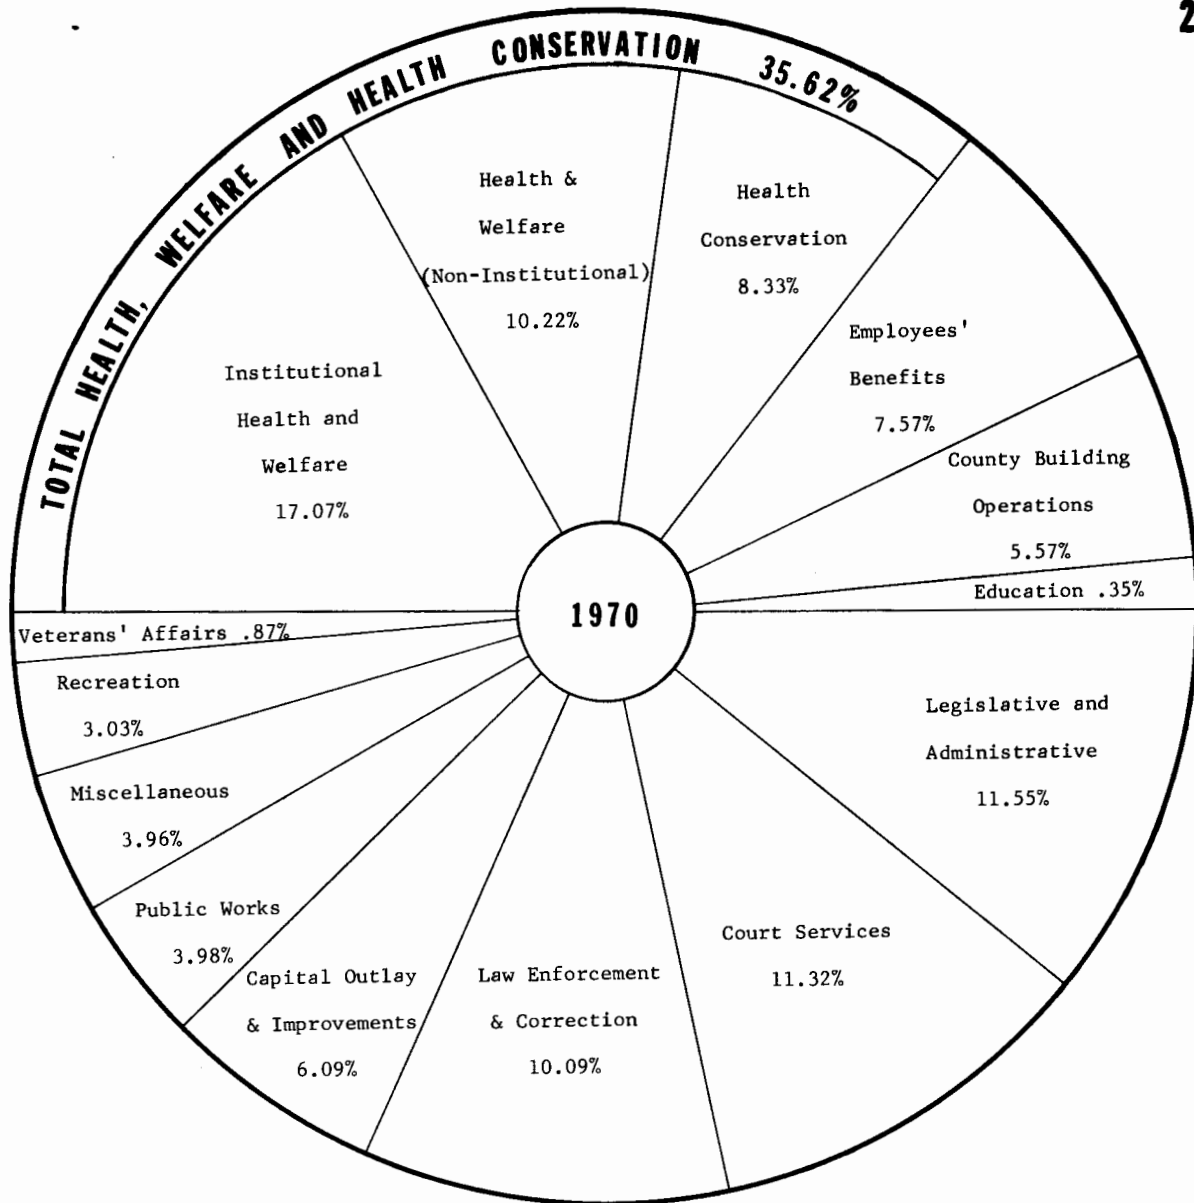 2
TOTAL HEALTH, WELFARE AND HEALTH CONSERVATION 35.62%
Health &
Welfare
(Non-Institutional)
10.22%
Health
Conservation
8.33%
Employees'
Benefits
7.57%
Institutional
Health and
Welfare
17.07%
County Building
Operations
5.57%
Education .35%
1970
Veterans' Affairs .87%
Recreation
3.03%
Miscellaneous
3.96%
Public Works
3.98%
Capital Outlay
& Improvements
6.09%
Law Enforcement
& Correction
10.09%
Court Services
11.32%
Legislative and
Administrative
11.55%